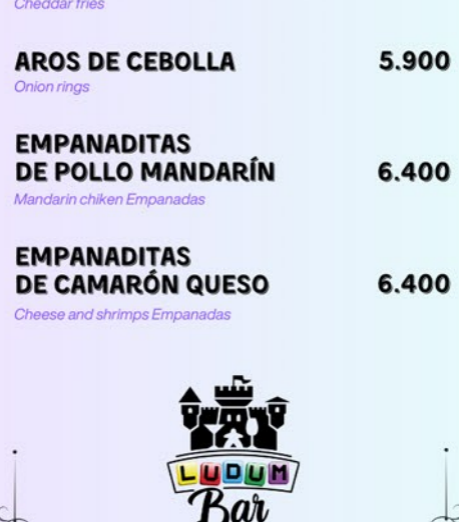 Cheddar fries
AROS DE CEBOLLA 5.900
Onion rings
EMPANADITAS
DE POLLO MANDARÍN 6.400
Mandarin chiken Empanadas
EMPANADITAS
DE CAMARÓN QUESO 6.400
Cheese and shrimps Empanadas
LUDUM
Bar